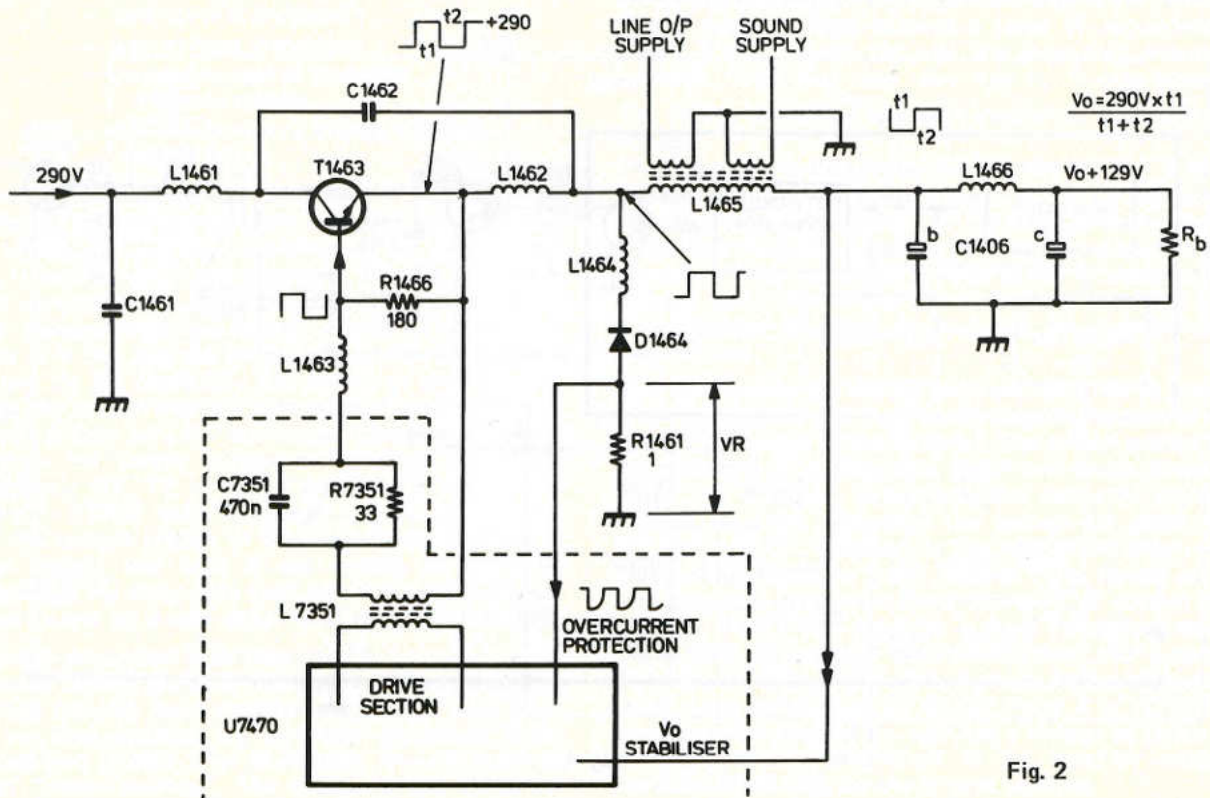 t2
+290
t1
LINE O/P
SUPPLY
SOUND
SUPPLY
C1462
t1
t2
Vo=290V x t1
t1+t2
290V
L1461
T1463
L1462
L1465
L1466
Vo+129V
b
C1406
c
Rb
C1461
R1466
180
L1463
L1464
D1464
R1461
1
VR
C7351
470n
R7351
33
L7351
OVERCURRENT
PROTECTION
DRIVE
SECTION
U7470
Vo
STABILISER
Fig. 2